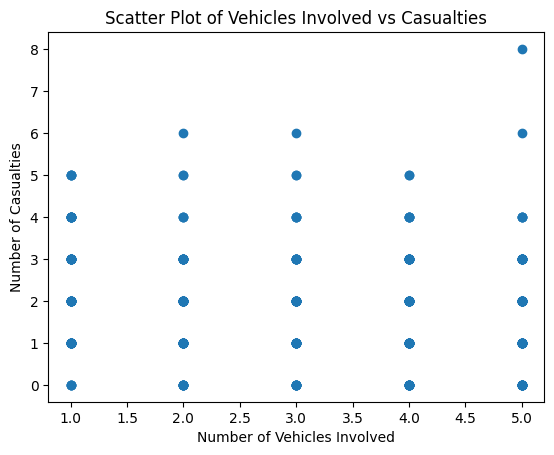 Scatter Plot of Vehicles Involved vs Casualties
Number of Casualties
8
7
6
5
4
3
2
1
0
1.0 1.5 2.0 2.5 3.0 3.5 4.0 4.5 5.0
Number of Vehicles Involved